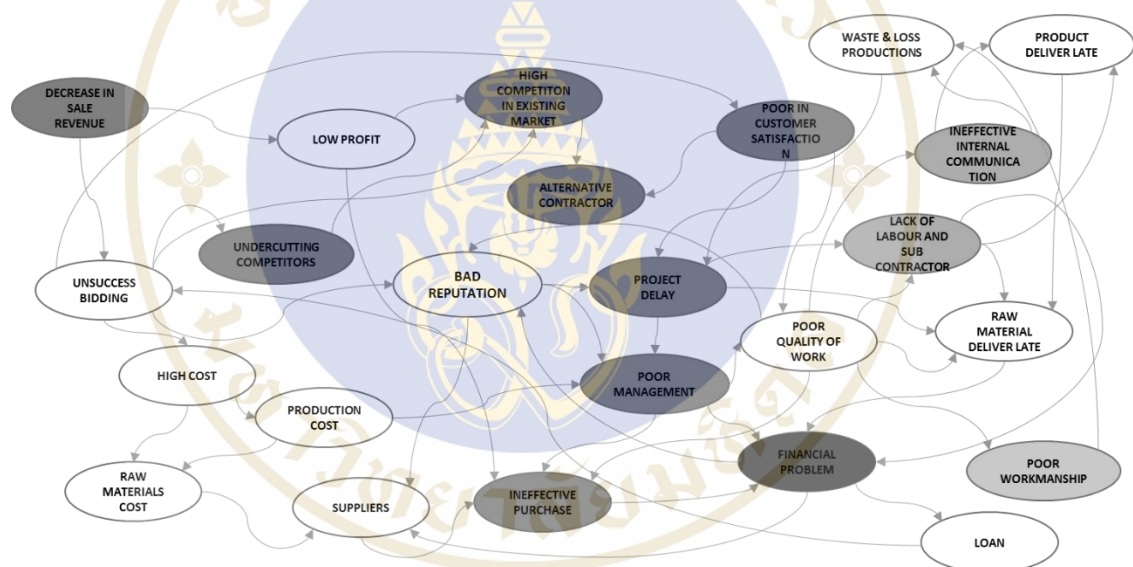 WASTE & LOSS
PRODUCTIONS
PRODUCT
DELIVER LATE
DECREASE IN
SALE
REVENUE
HIGH
COMPETITON
IN EXISTING
MARKET
LOW PROFIT
POOR IN
CUSTOMER
SATISFACTIO
N
INEFFECTIVE
INTERNAL
COMMUNICA
TION
ALTERNATIVE
CONTRACTOR
UNDERCUTTING
COMPETITORS
LACK OF
LABOUR AND
SUB
CONTRACTOR
UNSUCCESS
BIDDING
BAD
REPUTATION
PROJECT
DELAY
POOR
QUALITY OF
WORK
RAW
MATERIAL
DELIVER LATE
HIGH COST
POOR
MANAGEMENT
PRODUCTION
COST
FINANCIAL
PROBLEM
POOR
WORKMANSHIP
RAW
MATERIALS
COST
SUPPLIERS
INEFFECTIVE
PURCHASE
LOAN